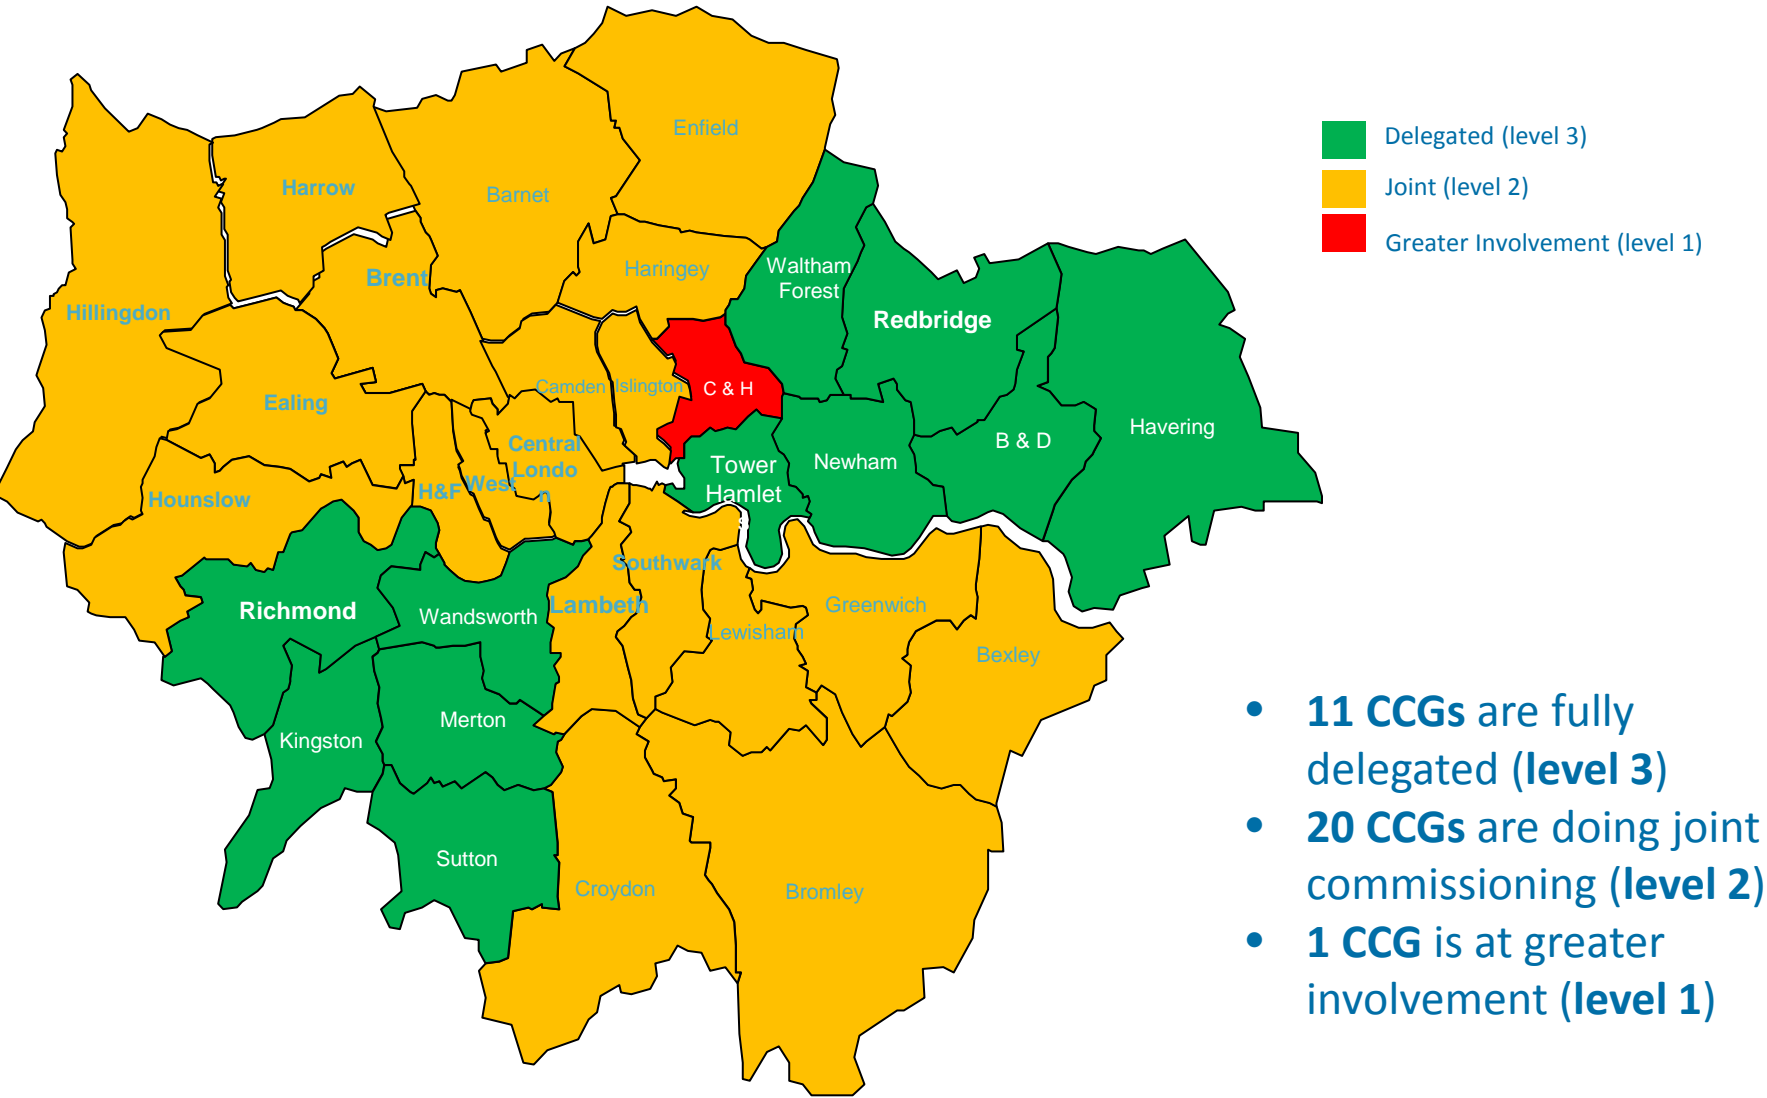 Enfield
Harrow
Barnet
Haringey
Brent
Hillingdon
Waltham
Forest
Redbridge
Camden
Islington
C & H
Ealing
Havering
B & D
Central
Londo
n
Tower
Hamlet
s
Newham
H&F
West
Hounslow
Southwark
Lambeth
Richmond
Wandsworth
Greenwich
Lewisham
Bexley
Merton
Kingston
Sutton
Croydon
Bromley
Delegated (level 3)
Joint (level 2)
Greater Involvement (level 1)
• 11 CCGs are fully
delegated (level 3)
• 20 CCGs are doing joint
commissioning (level 2)
• 1 CCG is at greater
involvement (level 1)